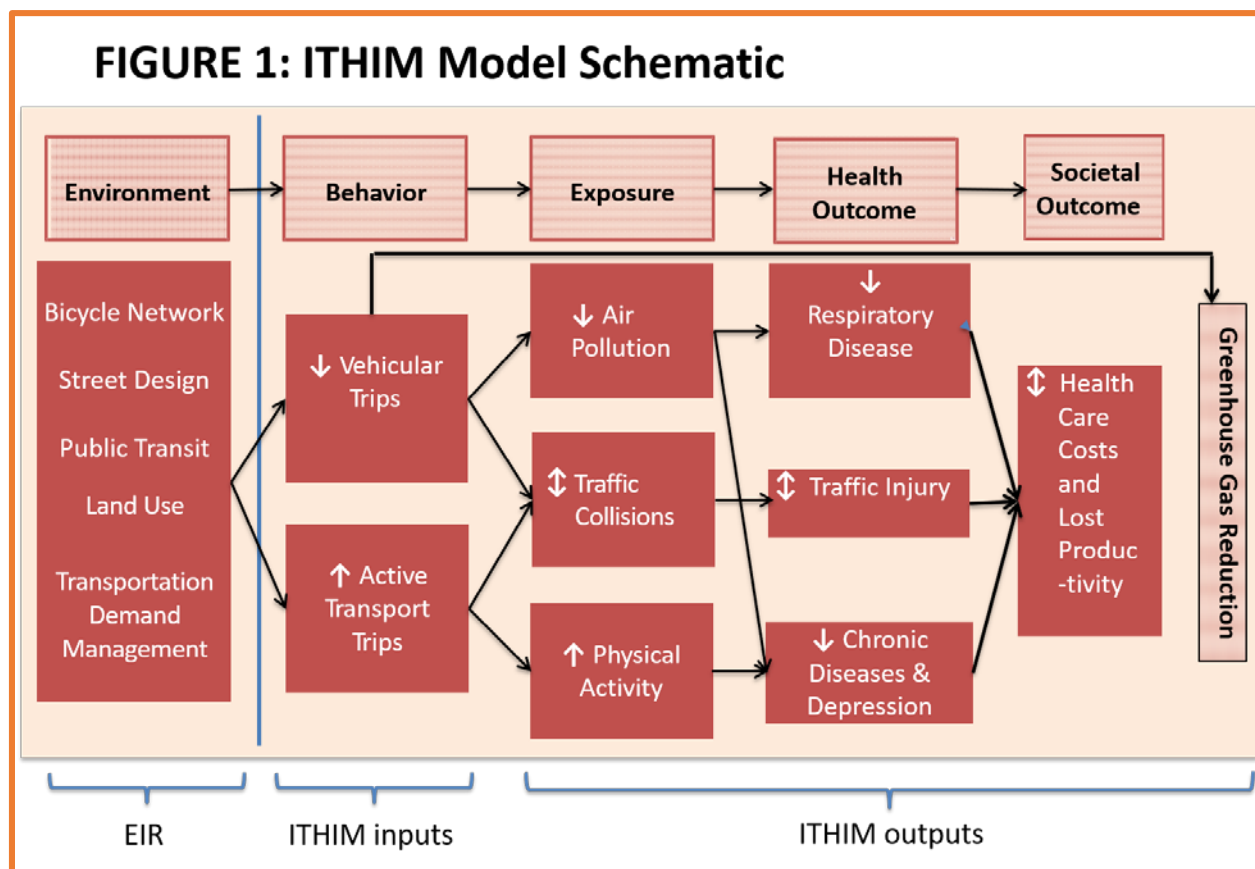 FIGURE 1: ITHIM Model Schematic
Environment
Behavior
Exposure
Health
Outcome
Societal
Outcome
Bicycle Network
Street Design
Public Transit
Land Use
Transportation
Demand
Management
↓ Vehicular
Trips
↑ Active
Transport
Trips
↓ Air
Pollution
↕ Traffic
Collisions
↑ Physical
Activity
↓
Respiratory
Disease
↕ Traffic Injury
↓ Chronic
Diseases &
Depression
↕ Health
Care
Costs
and
Lost
Produc
-tivity
Greenhouse Gas Reduction
EIR
ITHIM inputs
ITHIM outputs